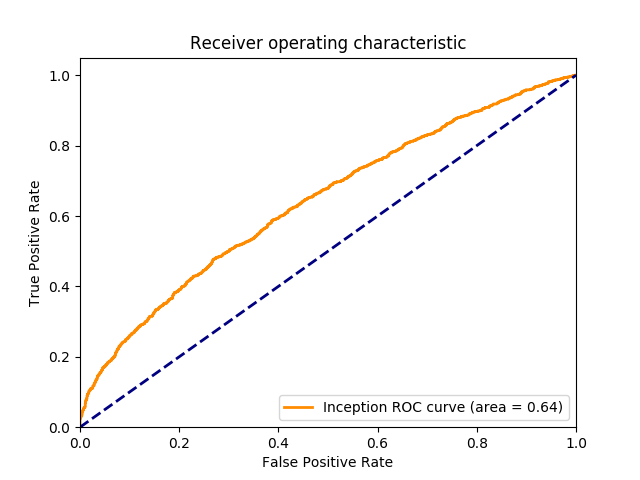 Receiver operating characteristic
True Positive Rate
1.0
0.8
0.6
0.4
0.2
0.0
0.0 0.2 0.4 0.6 0.8 1.0
False Positive Rate
Inception ROC curve (area = 0.64)